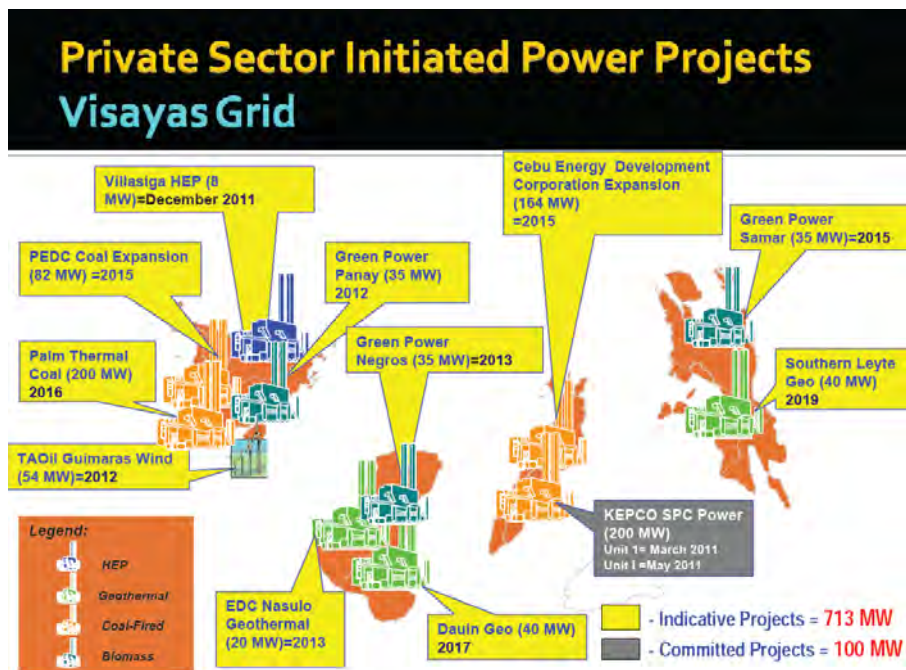 Private Sector Initiated Power Projects
Visayas Grid
Villasiga HEP (8
MW)=December 2011
Cebu Energy Development
Corporation Expansion
(164 MW)
=2015
Green Power
Samar (35 MW)=2015
PEDC Coal Expansion
(82 MW) =2015
Green Power
Panay (35 MW)
2012
Green Power
Negros (35 MW)=2013
Palm Thermal
Coal (200 MW)
2016
Southern Leyte
Geo (40 MW)
2019
TAOil Guimaras Wind
(54 MW)=2012
KEPCO SPC Power
(200 MW)
Unit 1= March 2011
Unit I =May 2011
Legend:
HEP
Geothermal
Coal-Fired
Biomass
EDC Nasulo
Geothermal
(20 MW)=2013
Dauin Geo (40 MW)
2017
- Indicative Projects = 713 MW
- Committed Projects = 100 MW